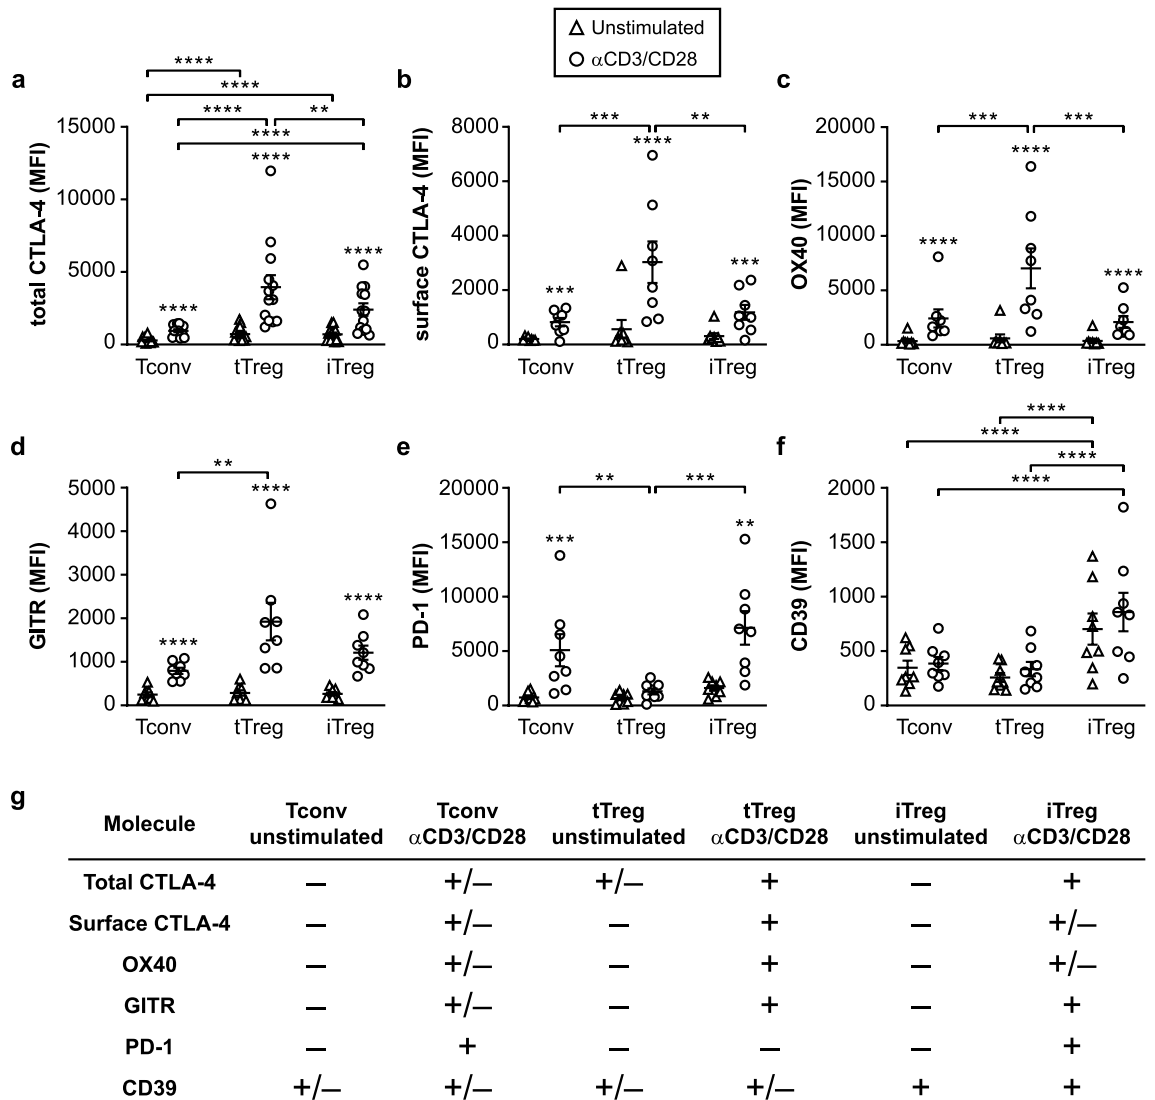 Unstimulated
αCD3/CD28
a
****
****
****
**
****
****
****
****
total CTLA-4 (MFI)
15000
10000
5000
0
Tconv
tTreg
iTreg
b
***
**
****
***
***
surface CTLA-4 (MFI)
8000
6000
4000
2000
0
Tconv
tTreg
iTreg
c
***
***
****
****
****
OX40 (MFI)
20000
15000
10000
5000
0
Tconv
tTreg
iTreg
d
**
****
****
****
GITR (MFI)
5000
4000
3000
2000
1000
0
Tconv
tTreg
iTreg
e
**
***
***
**
PD-1 (MFI)
20000
15000
10000
5000
0
Tconv
tTreg
iTreg
f
****
****
****
****
CD39 (MFI)
2000
1500
1000
500
0
Tconv
tTreg
iTreg
g
Molecule
Tconv
unstimulated
Tconv
αCD3/CD28
tTreg
unstimulated
tTreg
αCD3/CD28
iTreg
unstimulated
iTreg
αCD3/CD28
Total CTLA-4 — +/— +/— + — +
Surface CTLA-4 — +/— — + — +/—
OX40 — +/— — + — +/—
GITR — +/— — + — +
PD-1 — + — — — +
CD39 +/— +/— +/— +/— + +